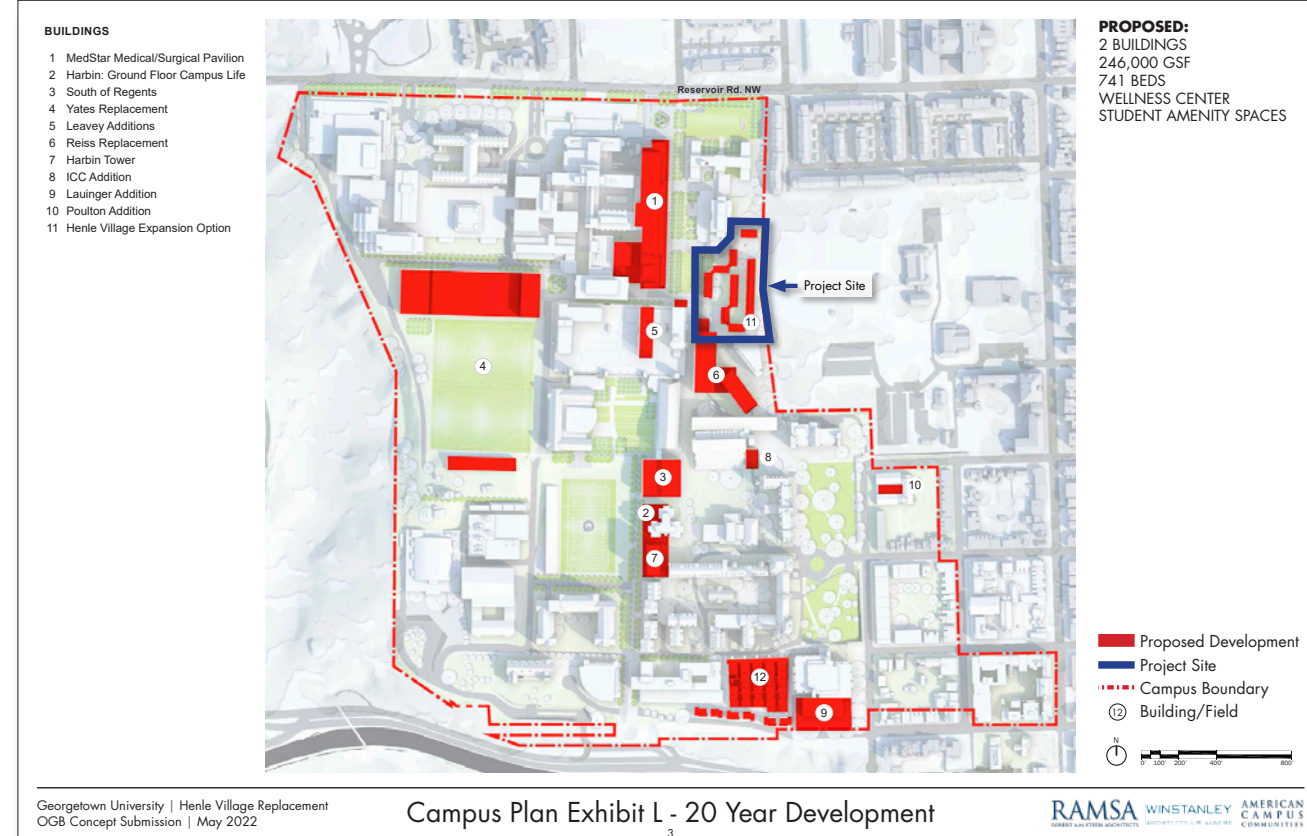 BUILDINGS
1 MedStar Medical/Surgical Pavilion
2 Harbin: Ground Floor Campus Life
3 South of Regents
4 Yates Replacement
5 Leavey Additions
6 Reiss Replacement
7 Harbin Tower
8 ICC Addition
9 Lauinger Addition
10 Poulton Addition
11 Henle Village Expansion Option
Reservoir Rd. NW
1
Project Site
11
5
4
6
8
3
10
2
7
12
9
PROPOSED:
2 BUILDINGS
246,000 GSF
741 BEDS
WELLNESS CENTER
STUDENT AMENITY SPACES
Proposed Development
Project Site
Campus Boundary
12 Building/Field
N
0' 100' 200' 400' 800'
Georgetown University | Henle Village Replacement
OGB Concept Submission | May 2022
Campus Plan Exhibit L - 20 Year Development
3
RAMSA
ROBERT A.M. STERN ARCHITECTS
WINSTANLEY
AMERICAN
CAMPUS
COMMUNITIES